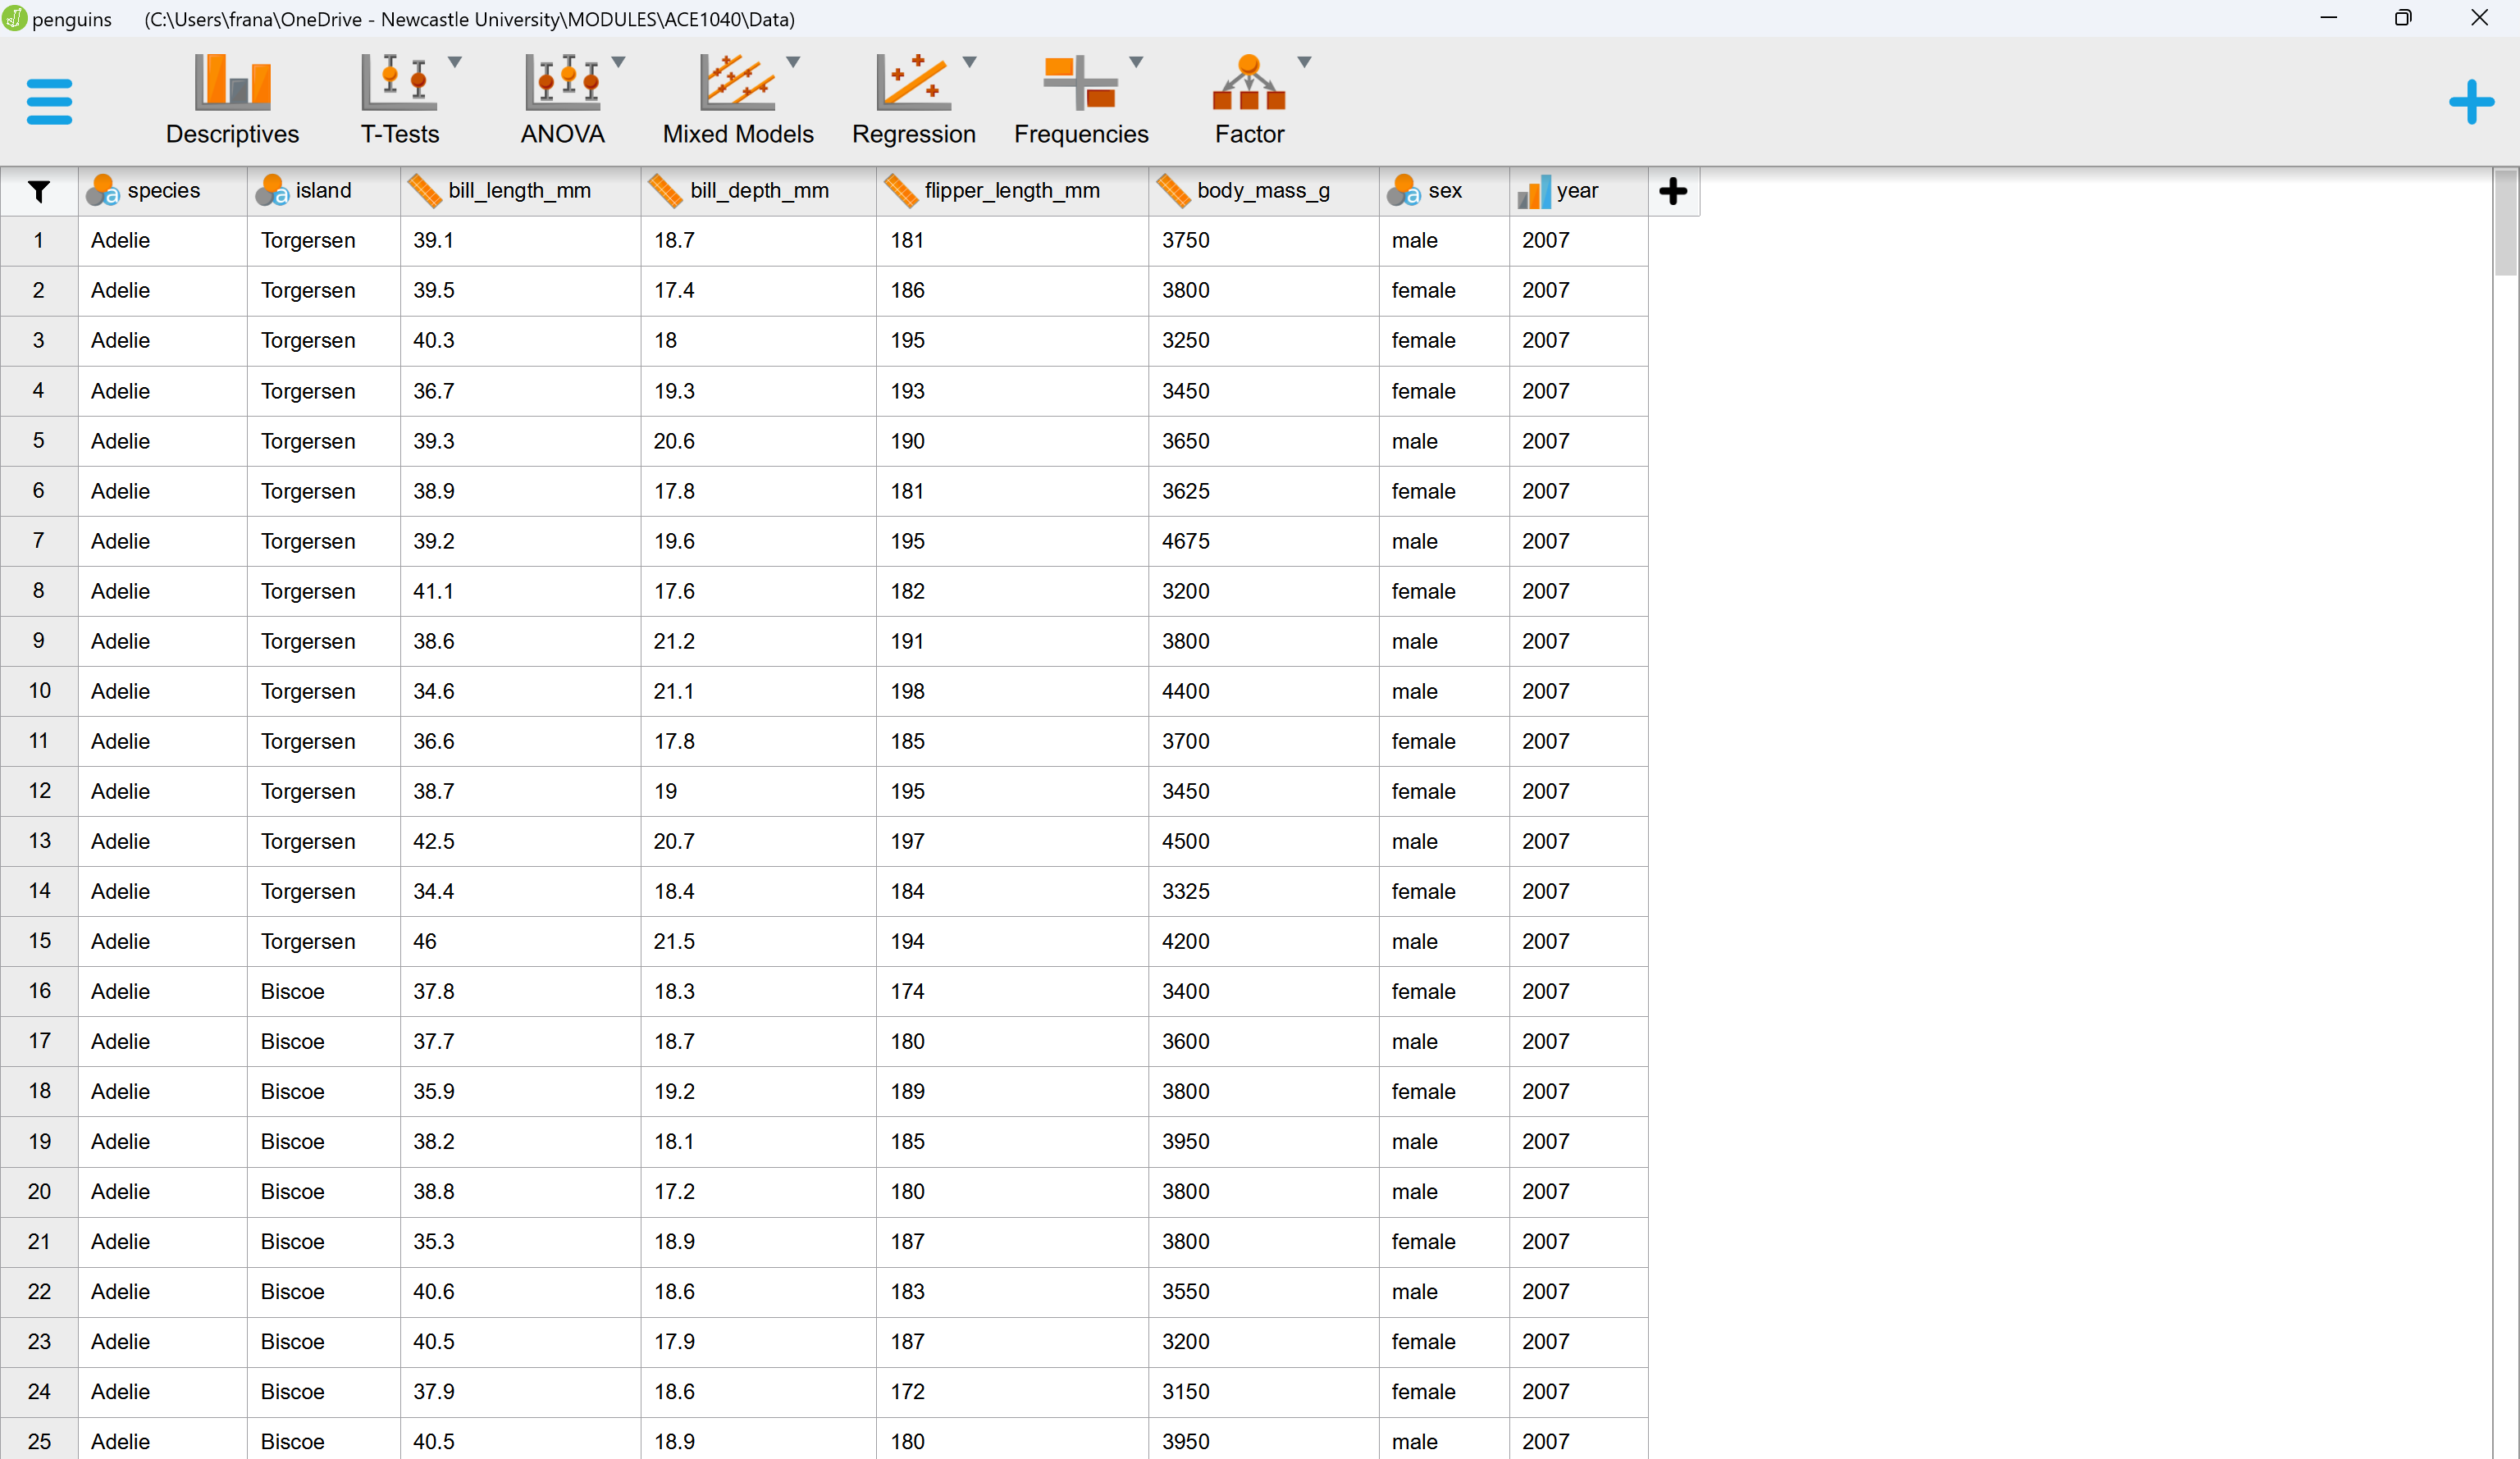 penguins (C:\Users\frana\OneDrive - Newcastle University\MODULES\ACE1040\Data)
Descriptives T-Tests ANOVA Mixed Models Regression Frequencies Factor
species island bill_length_mm bill_depth_mm flipper_length_mm body_mass_g sex year
1 Adelie Torgersen 39.1 18.7 181 3750 male 2007
2 Adelie Torgersen 39.5 17.4 186 3800 female 2007
3 Adelie Torgersen 40.3 18 195 3250 female 2007
4 Adelie Torgersen 36.7 19.3 193 3450 female 2007
5 Adelie Torgersen 39.3 20.6 190 3650 male 2007
6 Adelie Torgersen 38.9 17.8 181 3625 female 2007
7 Adelie Torgersen 39.2 19.6 195 4675 male 2007
8 Adelie Torgersen 41.1 17.6 182 3200 female 2007
9 Adelie Torgersen 38.6 21.2 191 3800 male 2007
10 Adelie Torgersen 34.6 21.1 198 4400 male 2007
11 Adelie Torgersen 36.6 17.8 185 3700 female 2007
12 Adelie Torgersen 38.7 19 195 3450 female 2007
13 Adelie Torgersen 42.5 20.7 197 4500 male 2007
14 Adelie Torgersen 34.4 18.4 184 3325 female 2007
15 Adelie Torgersen 46 21.5 194 4200 male 2007
16 Adelie Biscoe 37.8 18.3 174 3400 female 2007
17 Adelie Biscoe 37.7 18.7 180 3600 male 2007
18 Adelie Biscoe 35.9 19.2 189 3800 female 2007
19 Adelie Biscoe 38.2 18.1 185 3950 male 2007
20 Adelie Biscoe 38.8 17.2 180 3800 male 2007
21 Adelie Biscoe 35.3 18.9 187 3800 female 2007
22 Adelie Biscoe 40.6 18.6 183 3550 male 2007
23 Adelie Biscoe 40.5 17.9 187 3200 female 2007
24 Adelie Biscoe 37.9 18.6 172 3150 female 2007
25 Adelie Biscoe 40.5 18.9 180 3950 male 2007